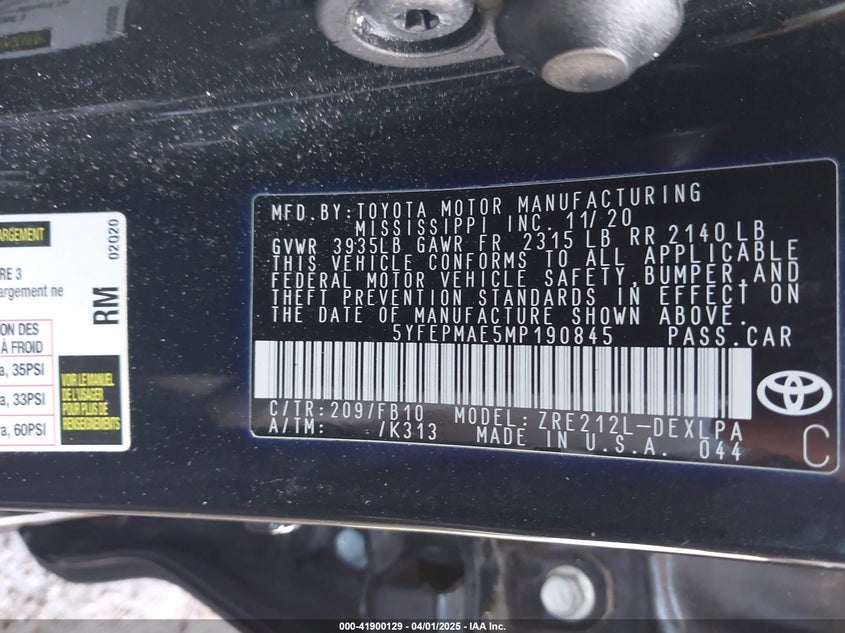 ARGEMENT
RE 3
argement ne
ION DES
À FROID
a, 35PSI
a, 33PSI
a, 60PSI
02020
RM
VOIR LE MANUEL
DE L'USAGER
POUR PLUS DE
RENSEIGNEMENTS
MFD. BY: TOYOTA MOTOR MANUFACTURING
MISSISSIPPI INC. 11/20
GVWR 3935LB GAWR FR 2315 LB RR 2140 LB
THIS VEHICLE CONFORMS TO ALL APPLICABLE
FEDERAL MOTOR VEHICLE SAFETY, BUMPER, AND
THEFT PREVENTION STANDARDS IN EFFECT ON
THE DATE OF MANUFACTURE SHOWN ABOVE.
5YFEPMAE5MP190845 PASS.CAR
C/TR: 209/FB10 MODEL: ZRE212L-DEXLPA
A/TM: /K313 MADE IN U.S.A. 044
C
000-41900129 - 04/01/2025 - IAA Inc.